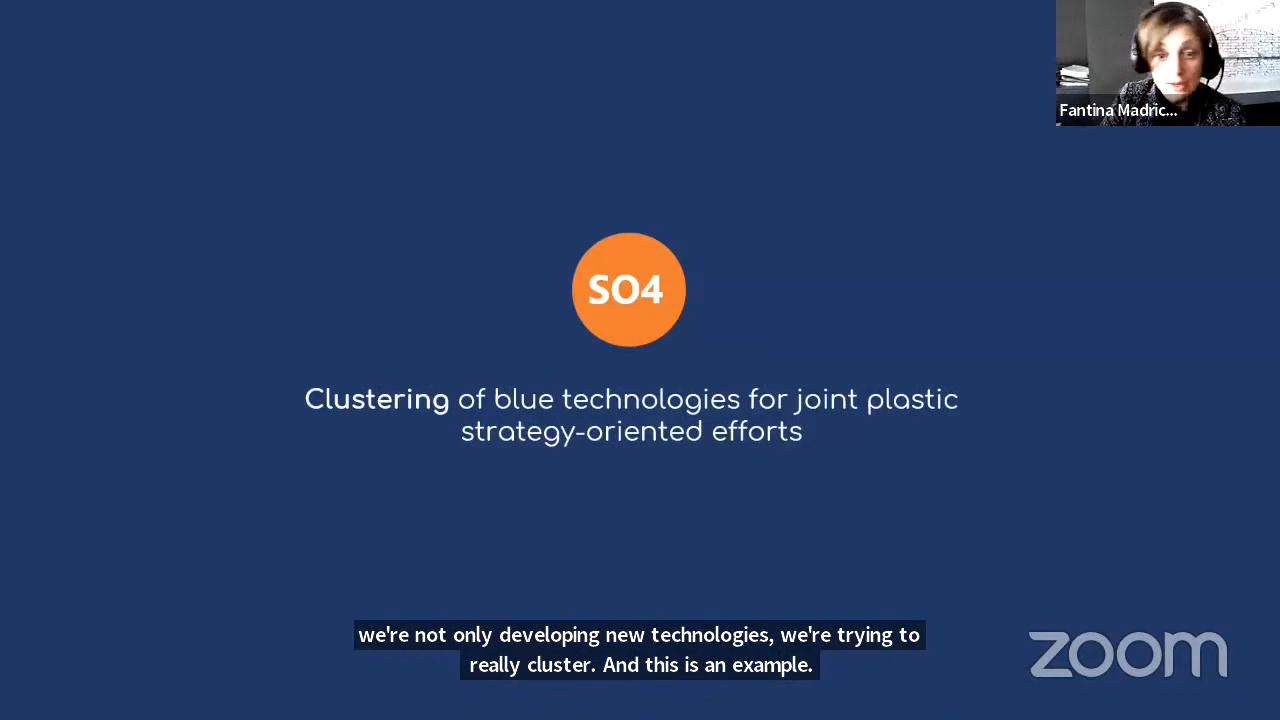 Fantina Madric...
SO4
Clustering of blue technologies for joint plastic
strategy-oriented efforts
we're not only developing new technologies, we're trying to
really cluster. And this is an example.
zoom